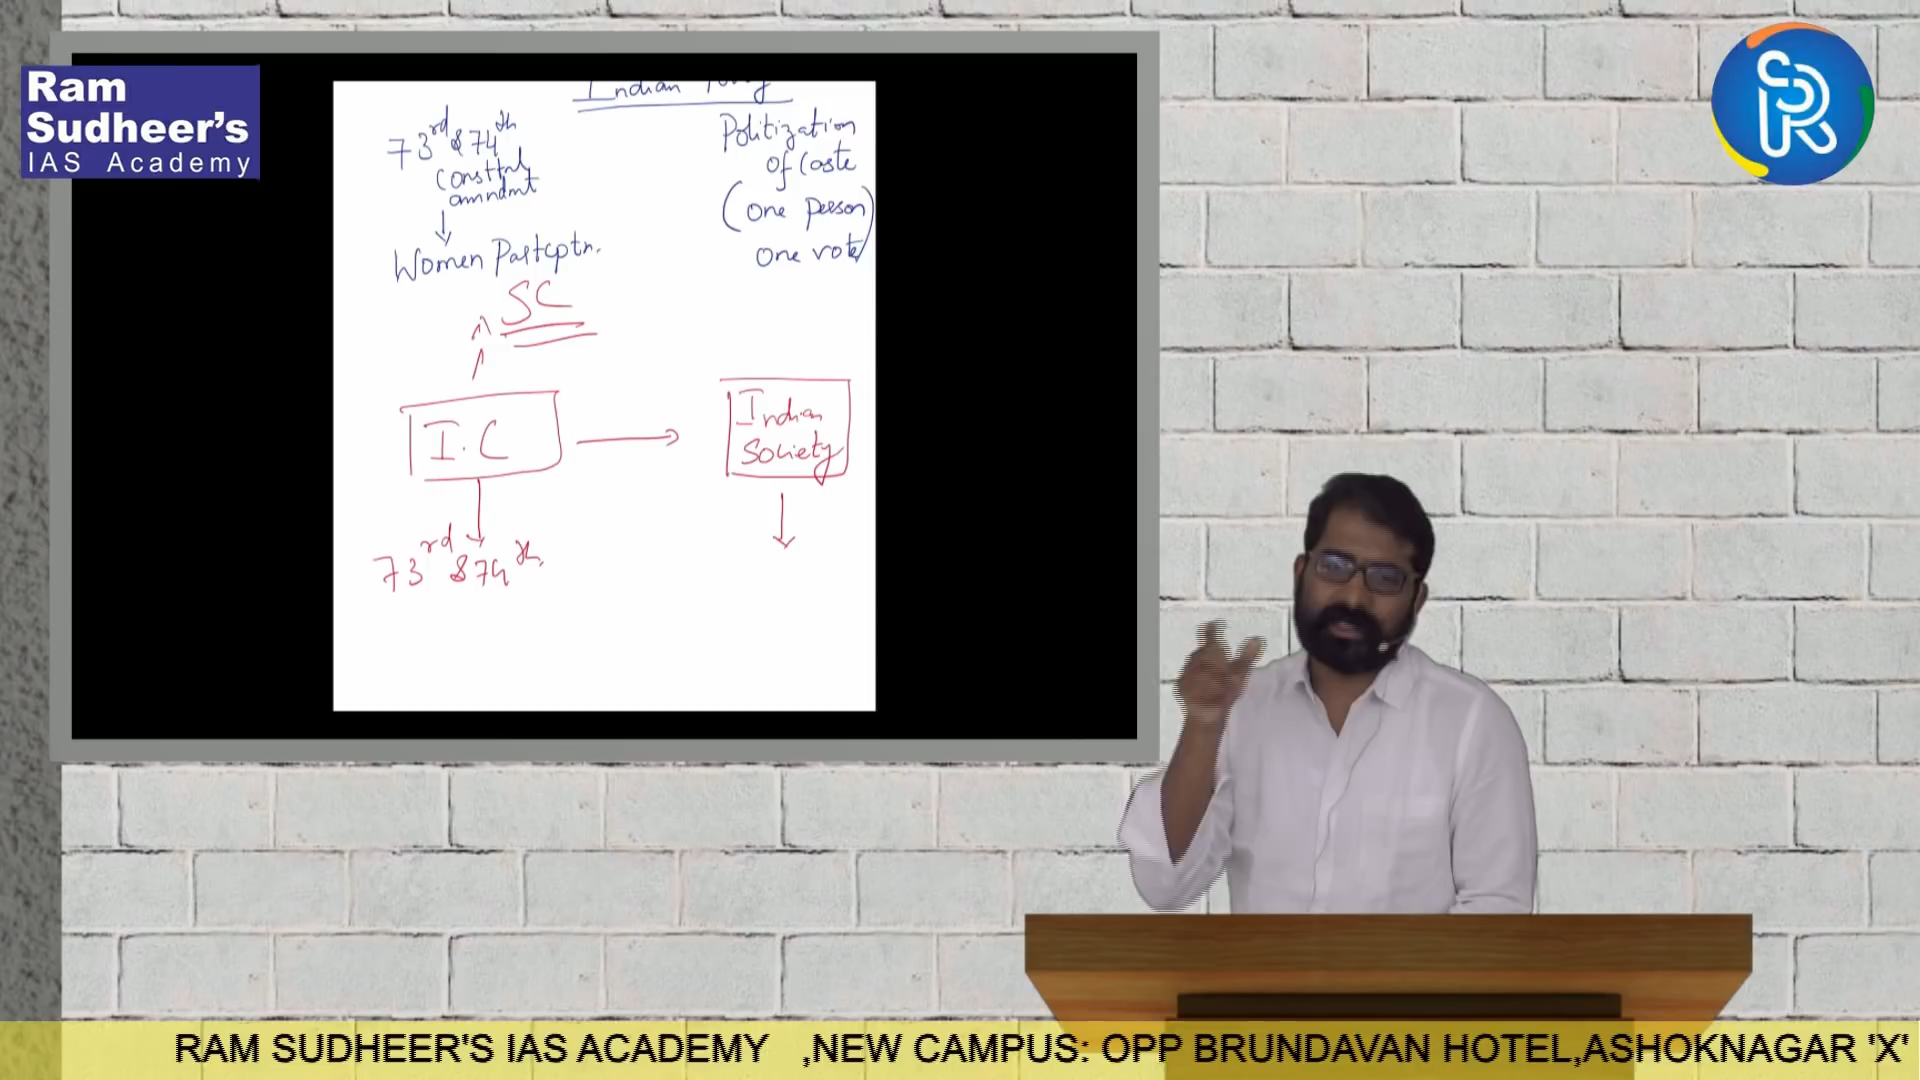 Ram
Sudheer's
IAS Academy
Indian
73rd & 74th
Consttnl
amndmt
↓
Women Partcptn.
Politization
of Caste
(One person
One vote)
SC
I.C
→
Indian
Society
73rd & 74th
RAM SUDHEER'S IAS ACADEMY ,NEW CAMPUS: OPP BRUNDAVAN HOTEL,ASHOKNAGAR 'X'